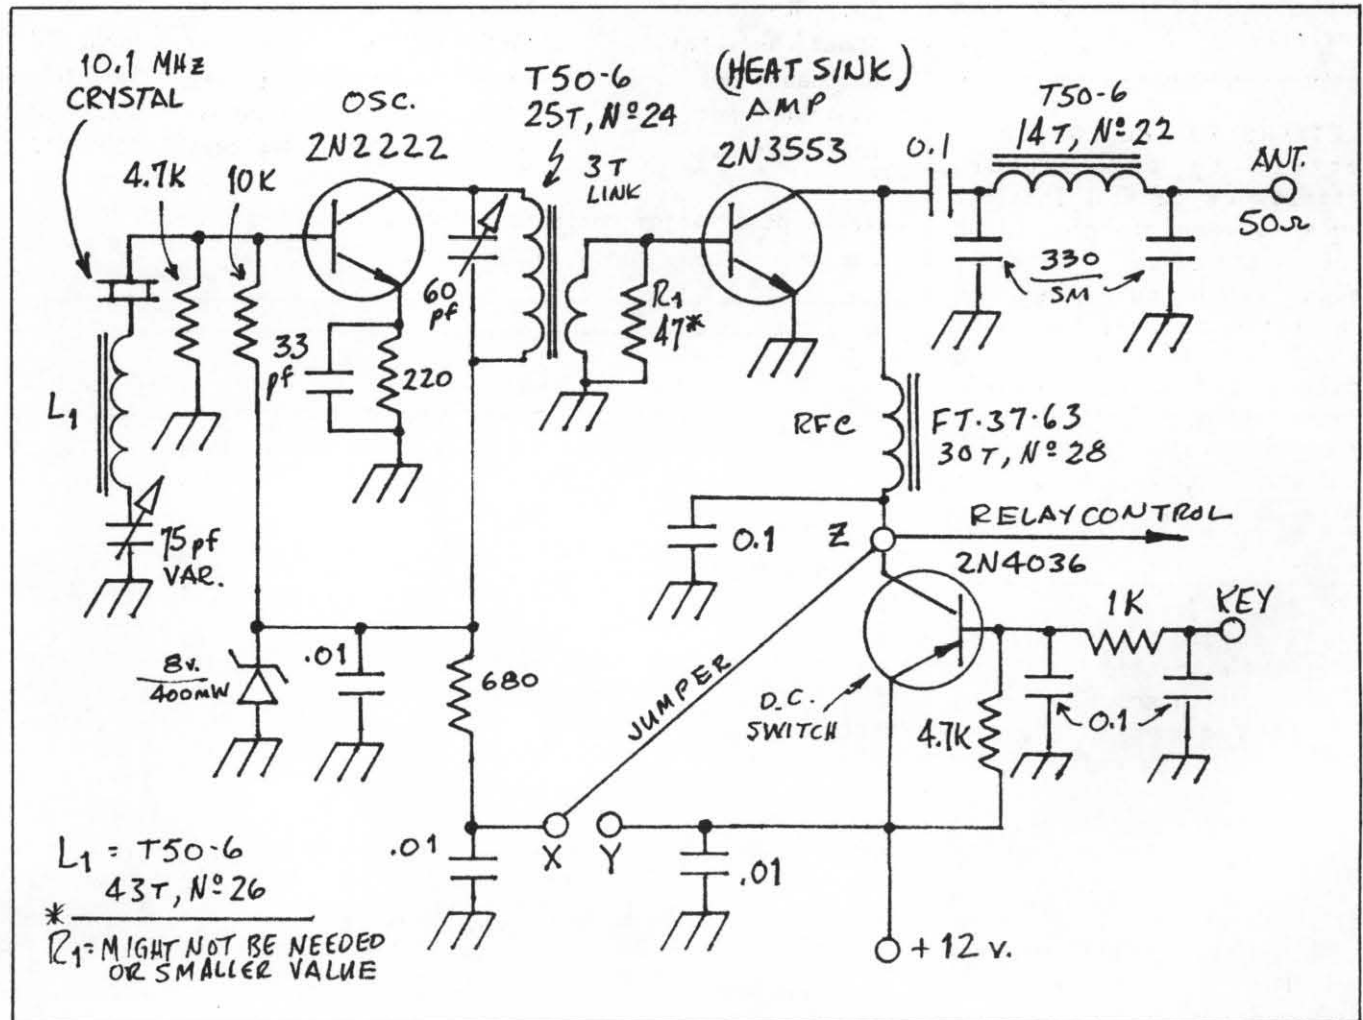 10.1 MHz
CRYSTAL
4.7K
10K
OSC.
2N2222
T50-6
25T, Nº24
3T
LINK
(HEAT SINK)
AMP
2N3553
0.1
T50-6
14T, Nº22
ANT.
50Ω
330
SM
60
pf
R1
47*
33
pf
220
L1
75pf
VAR.
RFC
FT-37-63
30T, Nº28
0.1
Z
RELAY CONTROL
2N4036
1K
KEY
8v.
400mW
.01
680
JUMPER
D.C.
SWITCH
4.7K
0.1
.01
X
Y
.01
+12v.
L1 = T50-6
43T, Nº26
*
R1= MIGHT NOT BE NEEDED
OR SMALLER VALUE